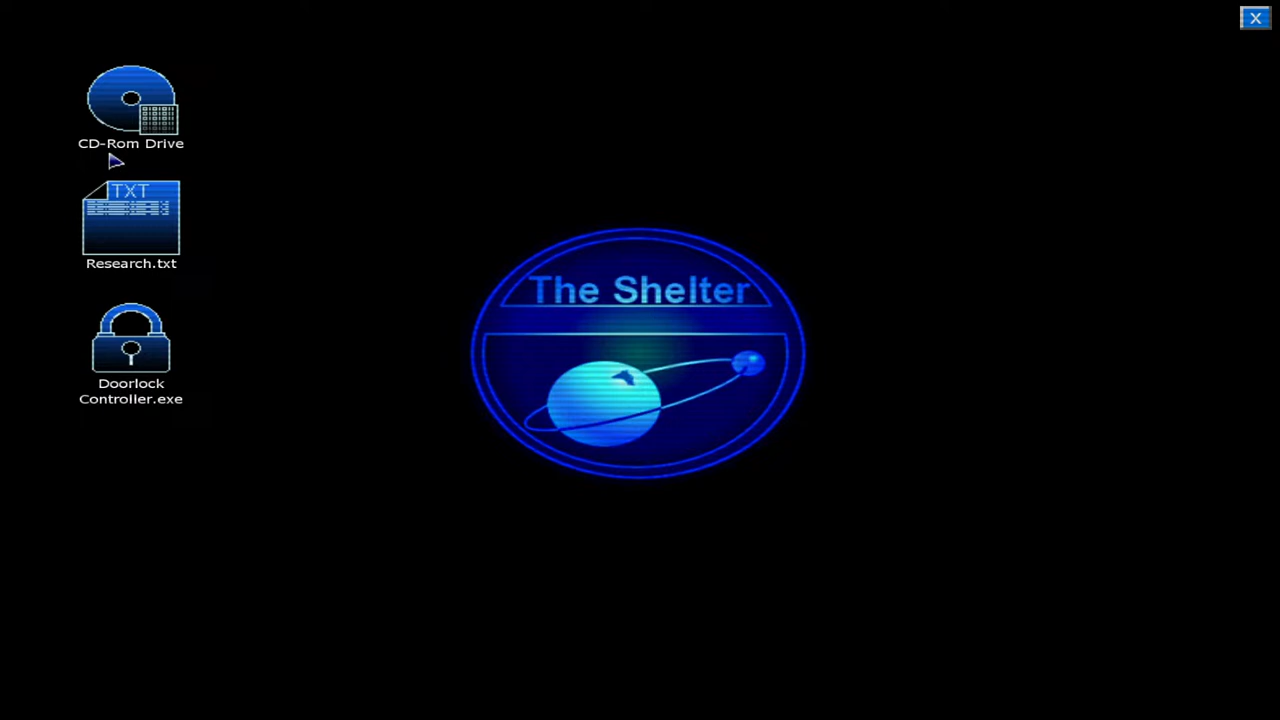 X
CD-Rom Drive
TXT
Research.txt
The Shelter
Doorlock
Controller.exe